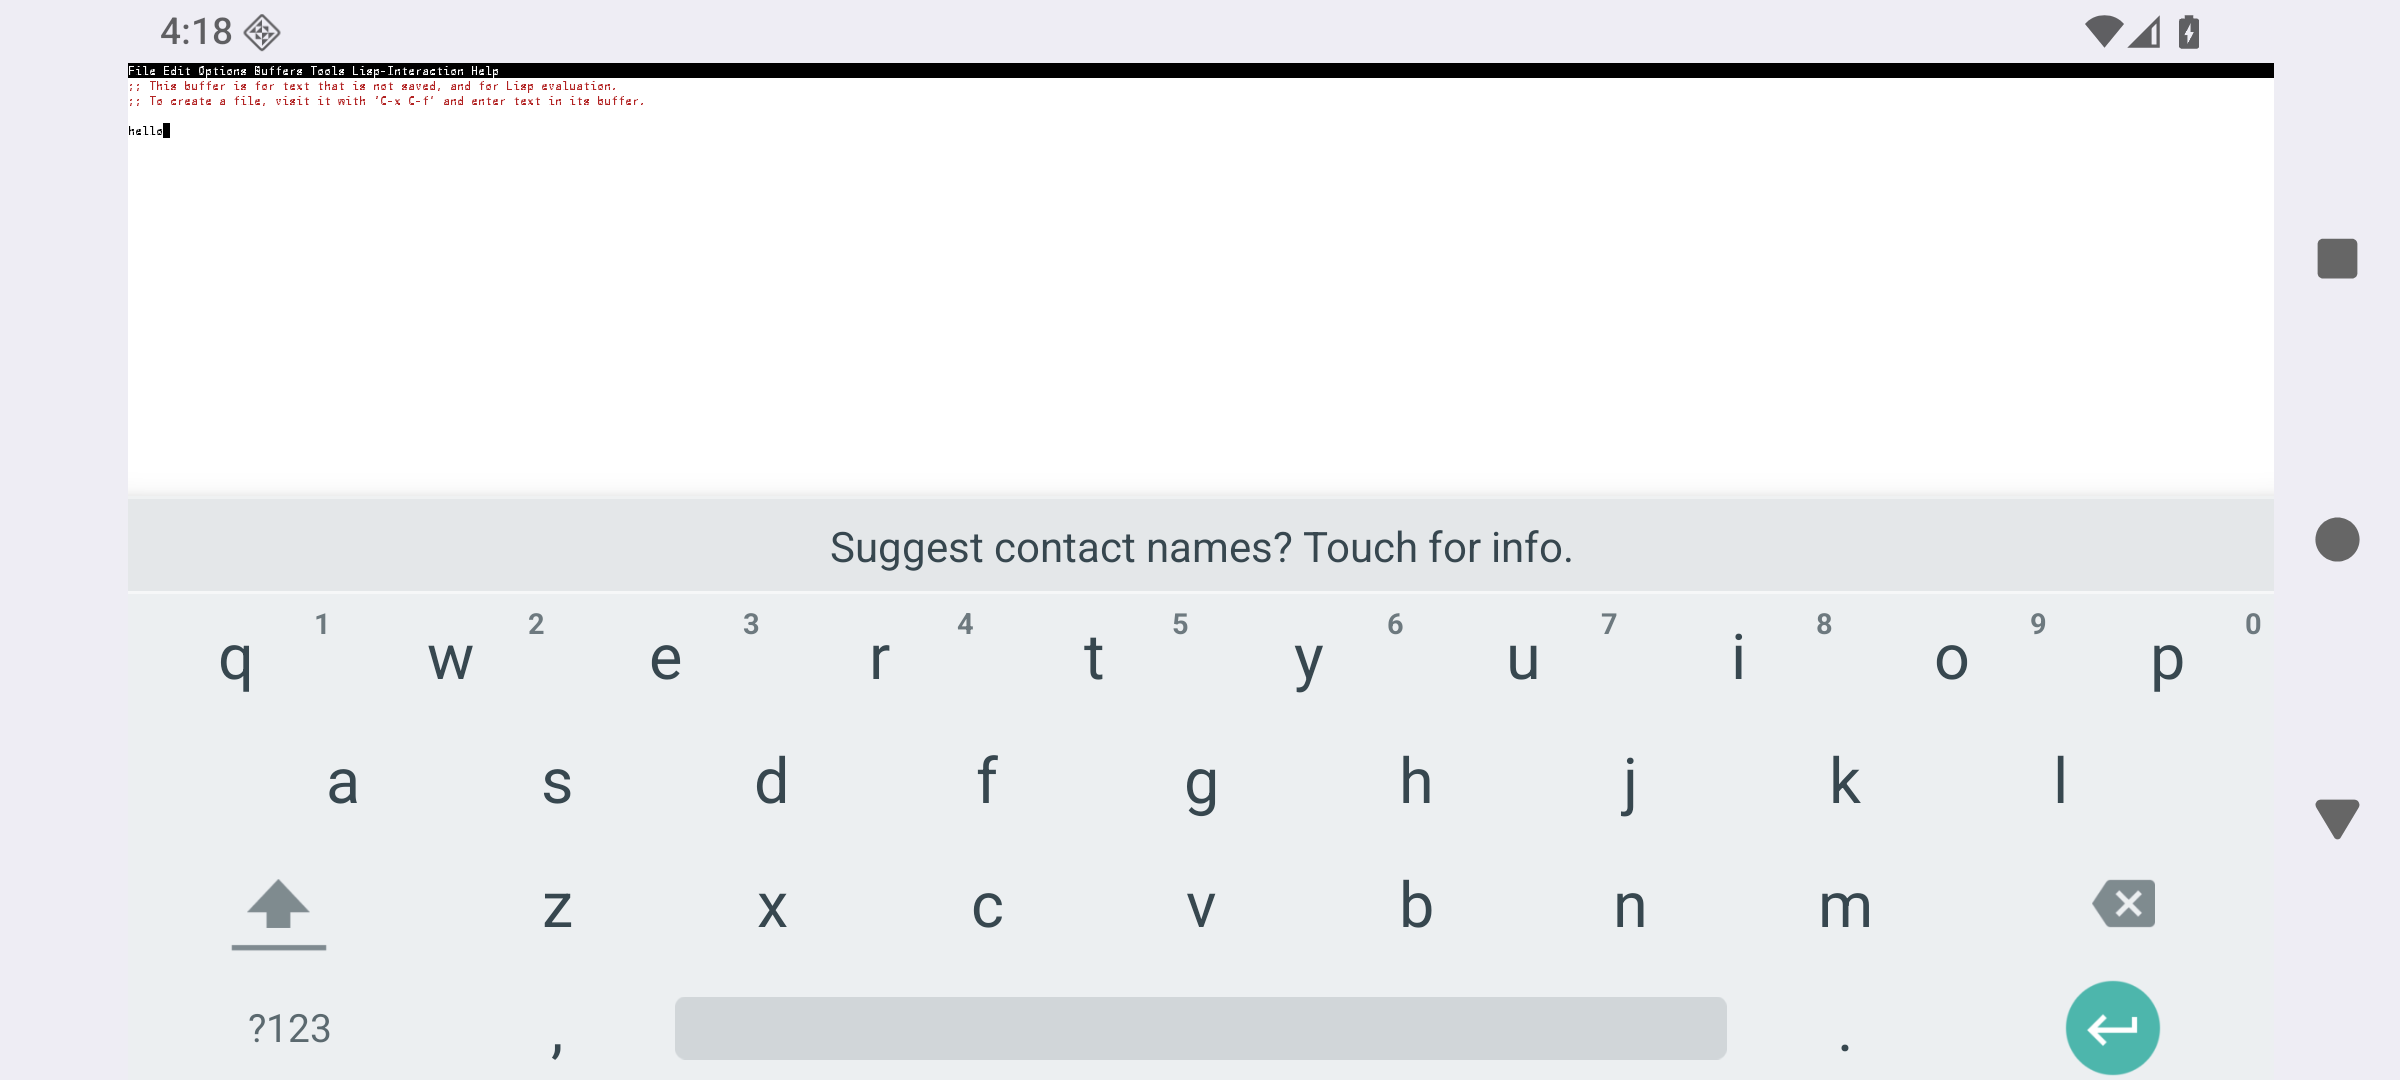 4:18
File Edit Options Buffers Tools Lisp-Interaction Help
;; This buffer is for text that is not saved, and for Lisp evaluation.
;; To create a file, visit it with ‘C-x C-f’ and enter text in its buffer.
hello
Suggest contact names? Touch for info.
q 1 w 2 e 3 r 4 t 5 y 6 u 7 i 8 o 9 p 0
a s d f g h j k l
z x c v b n m
?123 , .